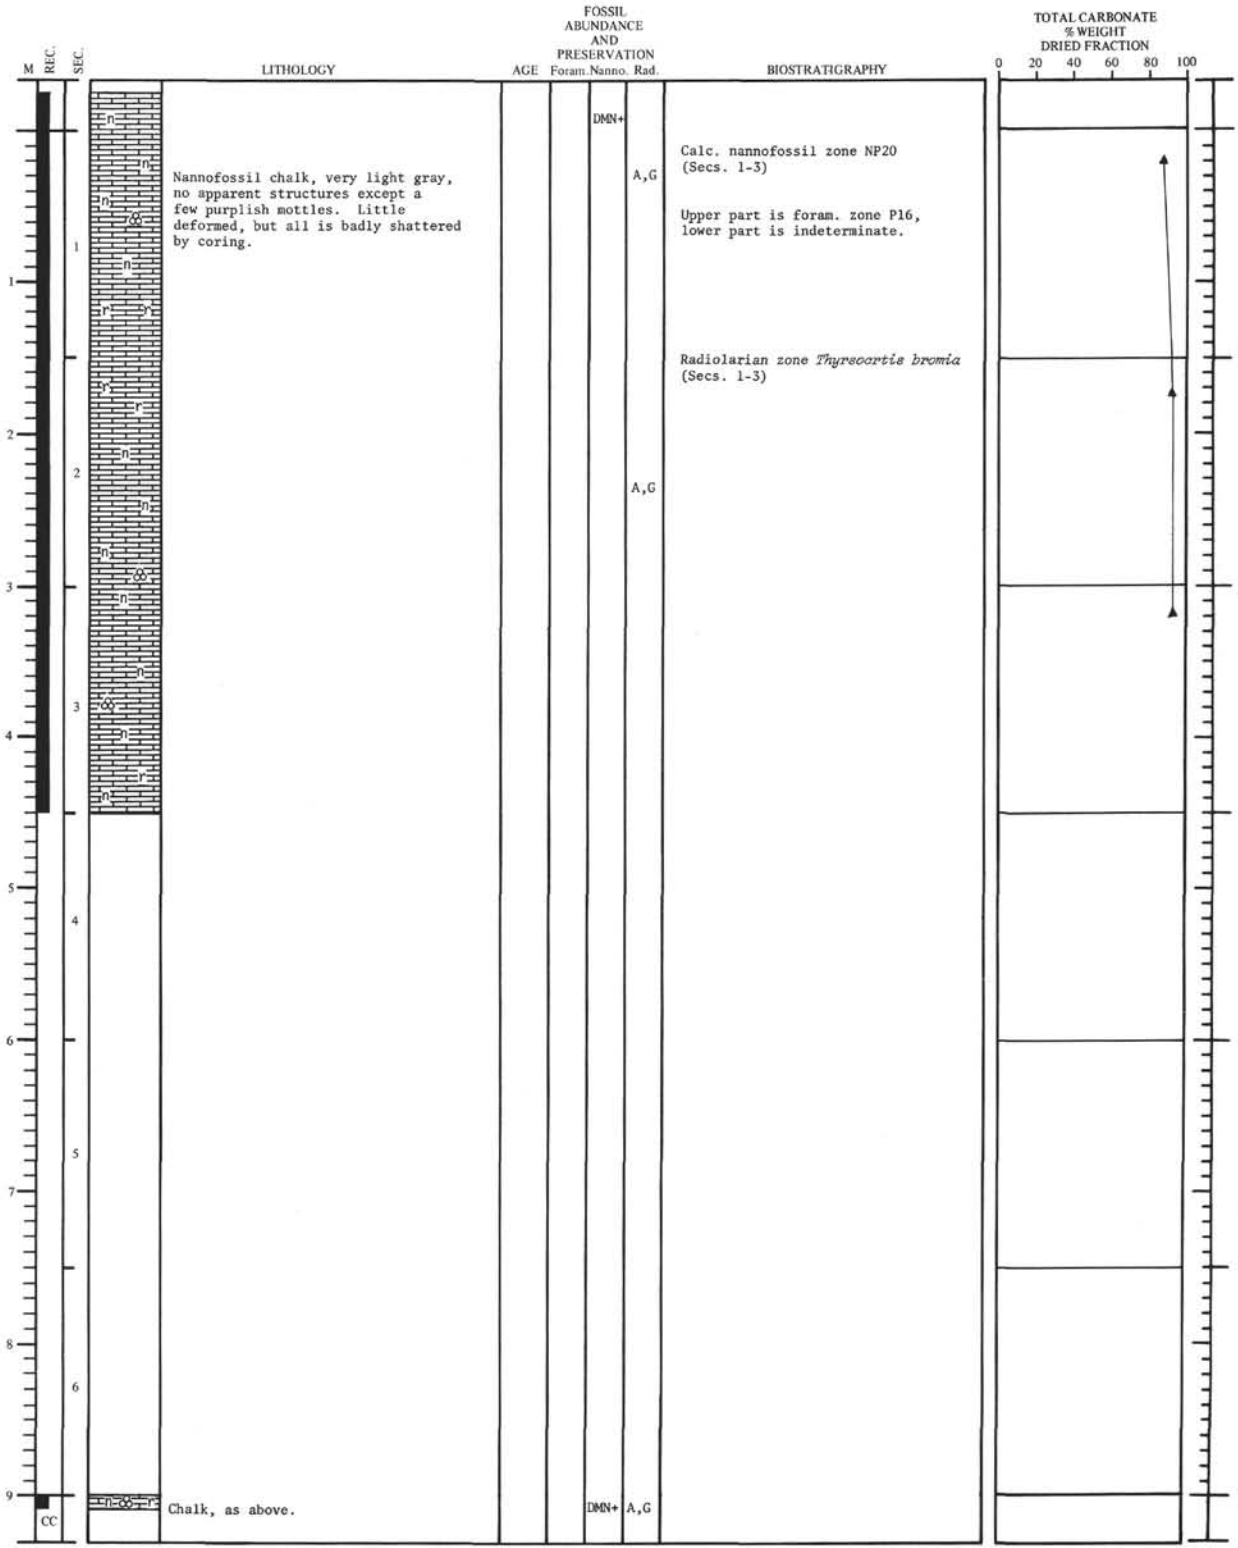 FOSSIL
ABUNDANCE
AND
PRESERVATION
M REC. SEC. LITHOLOGY AGE Foram. Nanno. Rad. BIOSTRATIGRAPHY
TOTAL CARBONATE
% WEIGHT
DRIED FRACTION
0 20 40 60 80 100
n
DMN+
n
Calc. nannofossil zone NP20
(Secs. 1-3)
A,G
Nannofossil chalk, very light gray,
no apparent structures except a
few purplish mottles. Little
deformed, but all is badly shattered
by coring.
n
Upper part is foram. zone P16,
lower part is indeterminate.
1
n
1
r n
Radiolarian zone Thyrsocrtis bromia
(Secs. 1-3)
r
r
2
n
2
A,G
n
n
3
n
n
3
n
4
r
n
5
4
6
5
7
8
6
9
n r
Chalk, as above.
DMN+ A,G
CC